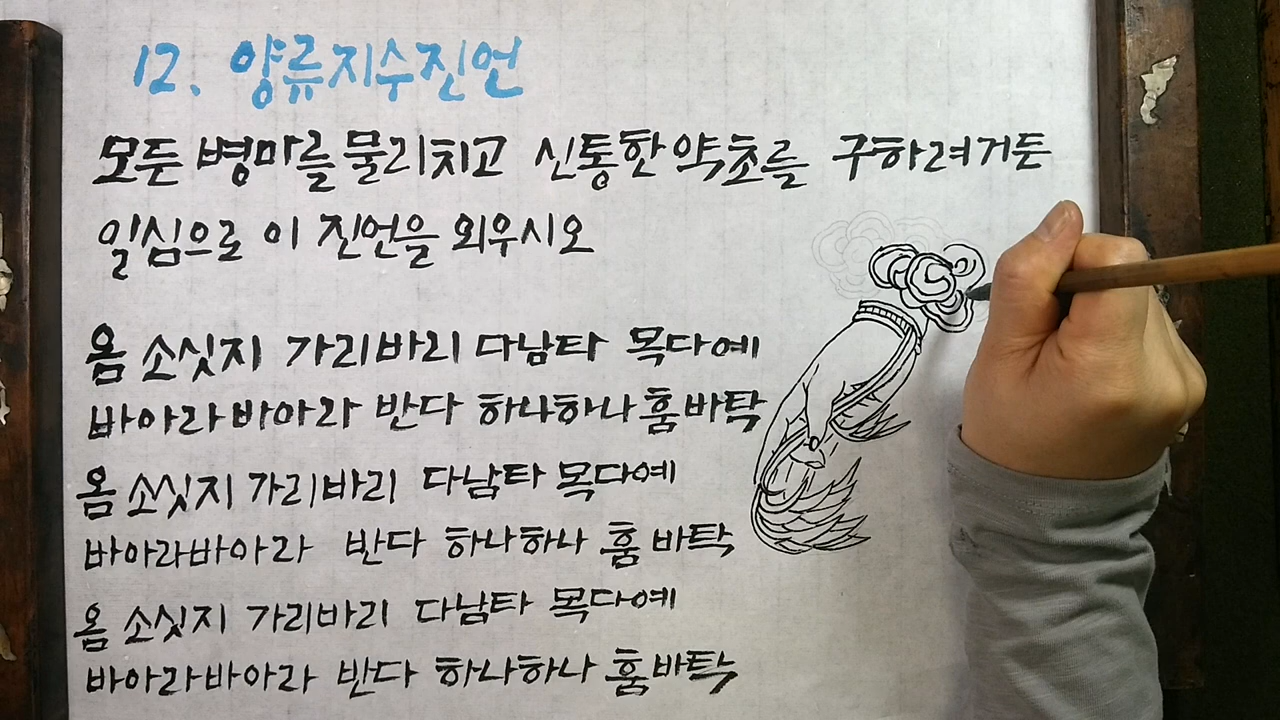 12. 양류지수진언
모든 병마를 물리치고 신통한 약초를 구하려거든
일심으로 이 진언을 외우시오
옴 소싯지 가리바리 다남타 목다예
바아라바아라 반다 하나하나 훔바탁
옴 소싯지 가리바리 다남타 목다예
바아라바아라 반다 하나하나 훔 바탁
옴 소싯지 가리바리 다남타 목다예
바아라바아라 반다 하나하나 훔바탁